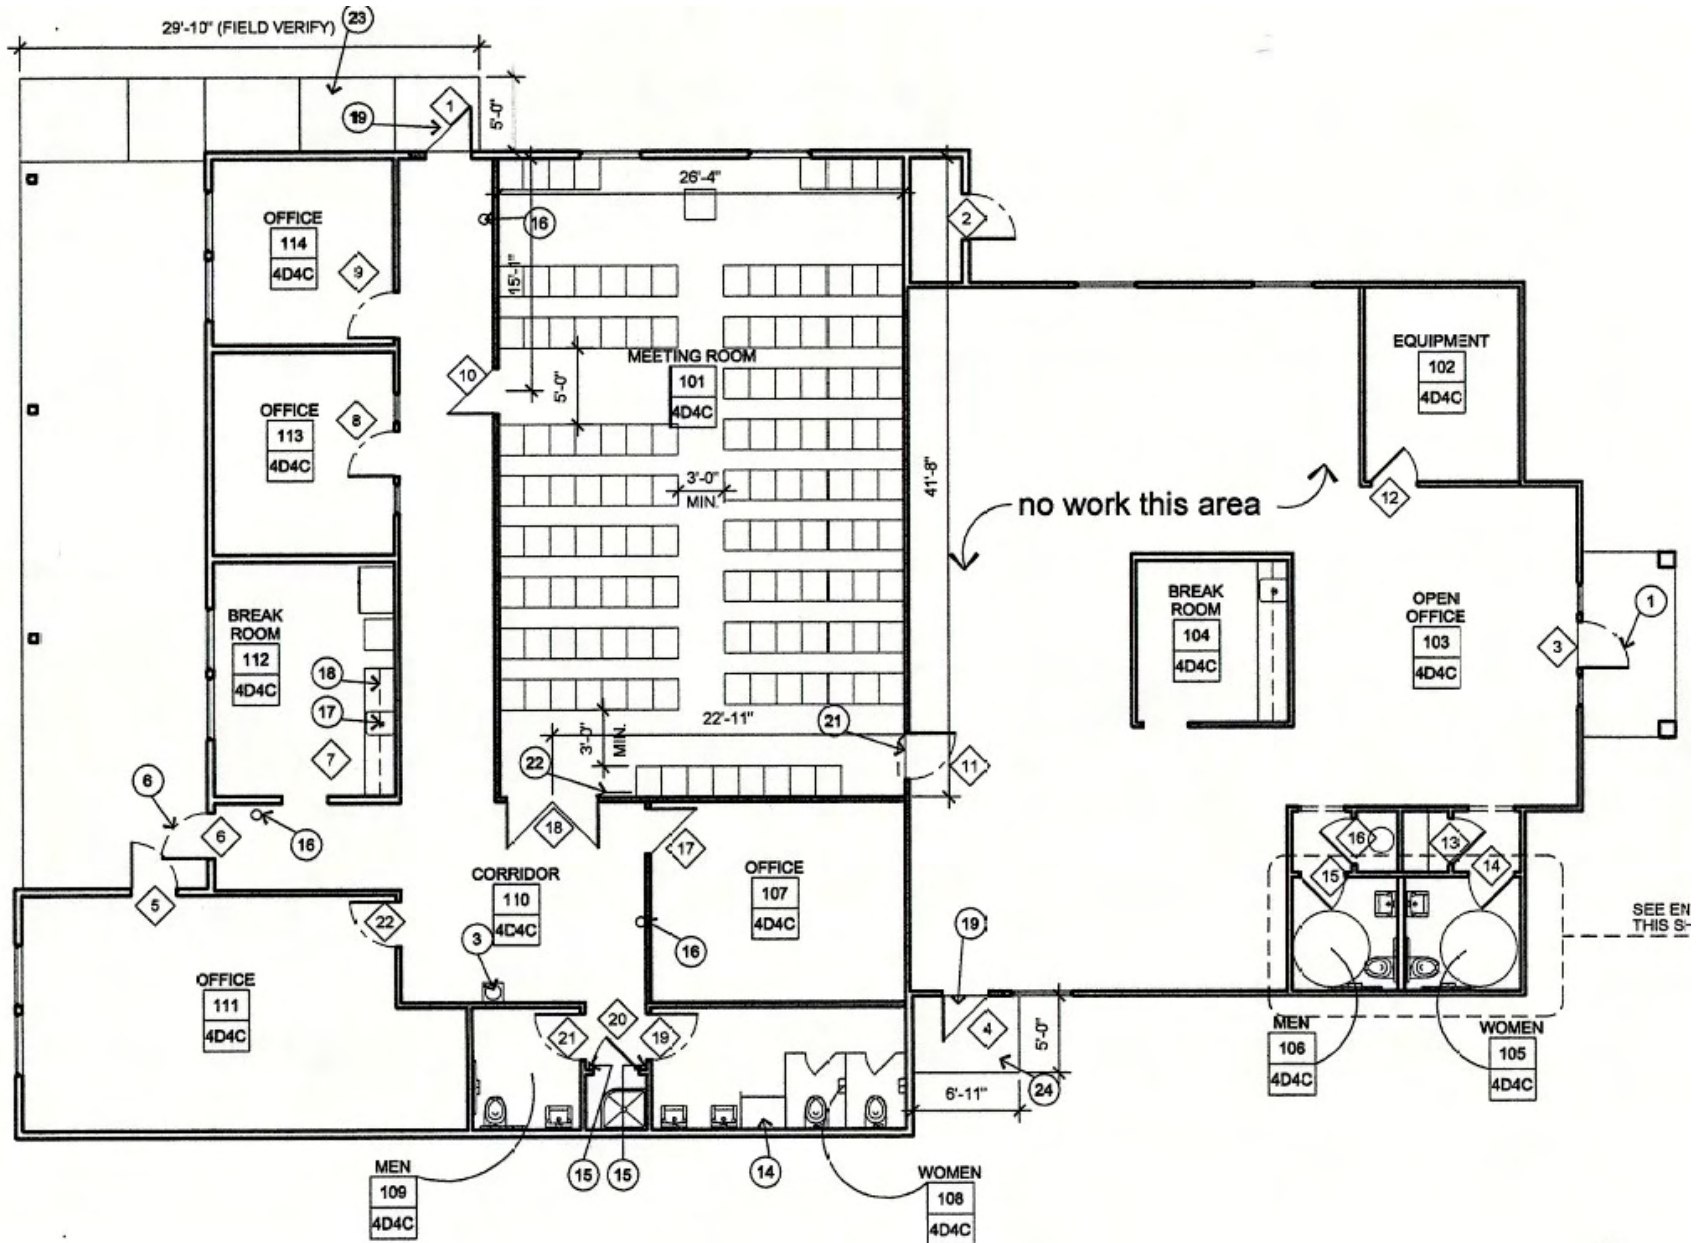 29'-10" (FIELD VERIFY)
23
19
1
5'-0"
26'-4"
OFFICE
114
4D4C
9
16
2
15'-1"
MEETING ROOM
101
4D4C
10
5'-0"
EQUIPMENT
102
4D4C
OFFICE
113
4D4C
8
3'-0"
MIN.
41'-8"
no work this area
12
BREAK
ROOM
112
4D4C
18
17
7
BREAK
ROOM
104
4D4C
OPEN
OFFICE
103
4D4C
3
1
22'-11"
3'-0"
MIN.
21
22
11
6
6
16
18
17
5
22
CORRIDOR
110
4D4C
3
OFFICE
107
4D4C
16
19
16
13
15
14
SEE EN
THIS SH
OFFICE
111
4D4C
21
20
19
4
5'-0"
24
6'-11"
MEN
106
4D4C
WOMEN
105
4D4C
15
15
14
MEN
109
4D4C
WOMEN
108
4D4C